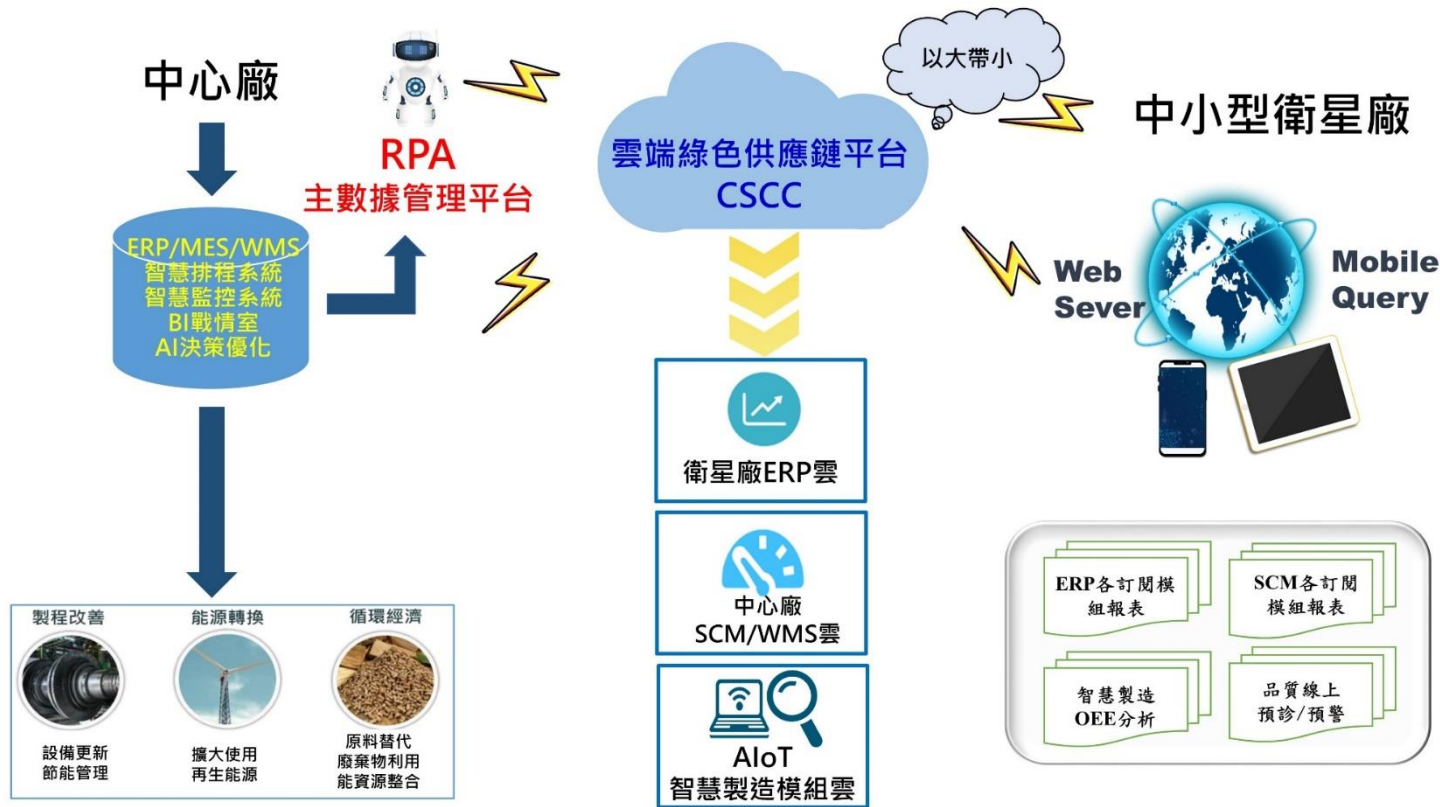 中心廠
RPA
主數據管理平台
ERP/MES/WMS
智慧排程系統
智慧監控系統
BI戰情室
AI決策優化
製程改善
設備更新
節能管理
能源轉換
擴大使用
再生能源
循環經濟
原料替代
廢棄物利用
能資源整合
雲端綠色供應鏈平台
CSCC
衛星廠ERP雲
中心廠
SCM/WMS雲
AIoT
智慧製造模組雲
以大帶小
中小型衛星廠
Web
Sever
Mobile
Query
ERP各訂閱模
組報表
SCM各訂閱
模組報表
智慧製造
OEE分析
品質線上
預診/預警